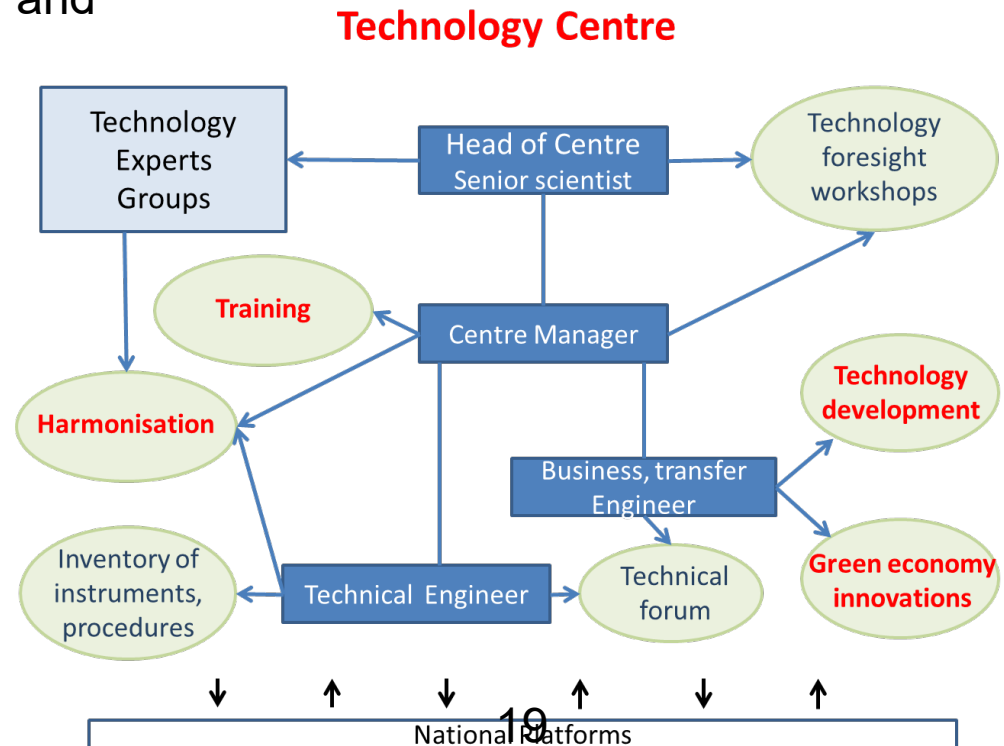 and
Technology Centre
Technology
Experts
Groups
Head of Centre
Senior scientist
Technology
foresight
workshops
Training
Centre Manager
Harmonisation
Technology
development
Business, transfer
Engineer
Inventory of
instruments,
procedures
Technical Engineer
Technical
forum
Green economy
innovations
19
National Platforms